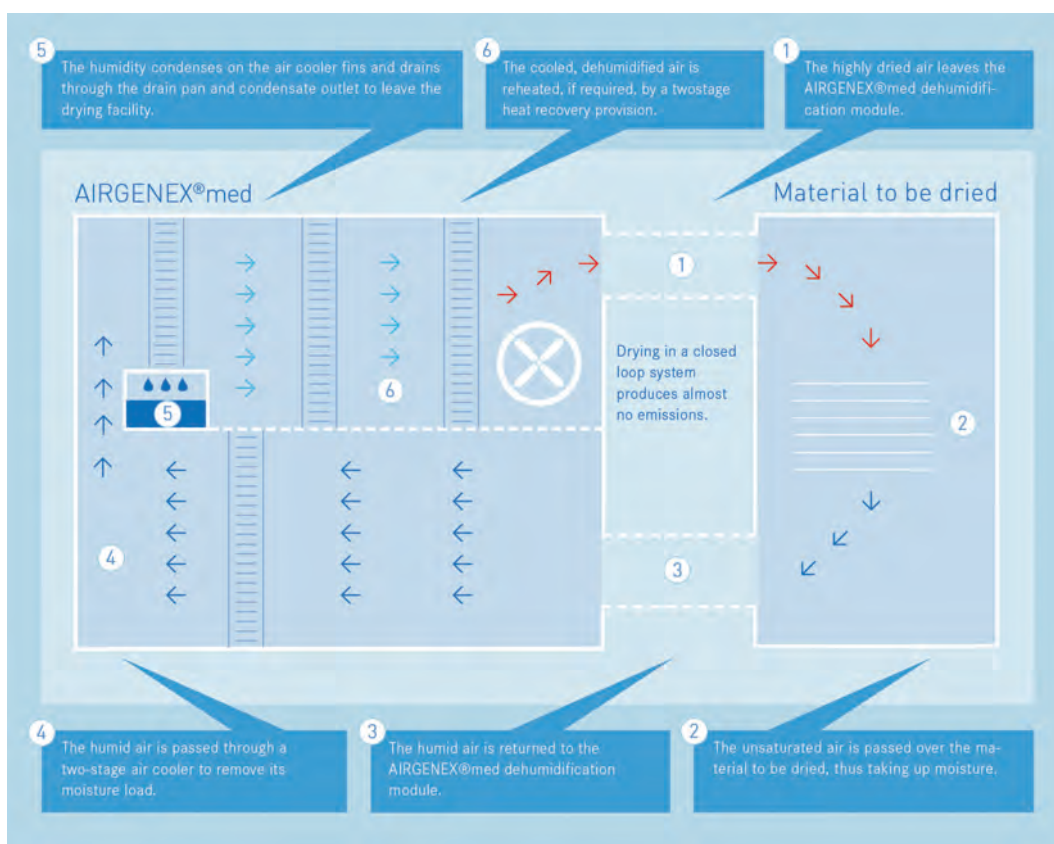 5
The humidity condenses on the air cooler fins and drains
through the drain pan and condensate outlet to leave the
drying facility.
6
The cooled, dehumidified air is
reheated, if required, by a twostage
heat recovery provision.
1
The highly dried air leaves the
AIRGENEX®med dehumidifi-
cation module.
AIRGENEX®med
Material to be dried
1
Drying in a closed
loop system
produces almost
no emissions.
6
5
2
4
3
4
The humid air is passed through a
two-stage air cooler to remove its
moisture load.
3
The humid air is returned to the
AIRGENEX®med dehumidification
module.
2
The unsaturated air is passed over the ma-
terial to be dried, thus taking up moisture.